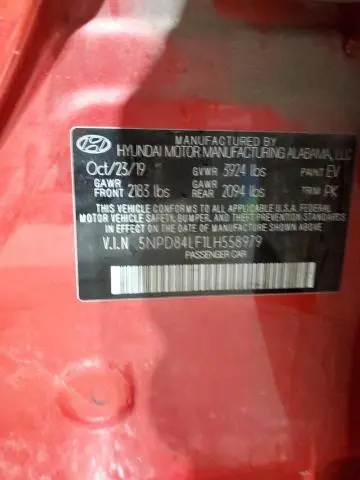 MANUFACTURED BY
HYUNDAI MOTOR MANUFACTURING ALABAMA, LLC
Oct/23/19 GVWR 3924 lbs PAINT EV
GAWR FRONT 2183 lbs GAWR REAR 2094 lbs TRIM PK
THIS VEHICLE CONFORMS TO ALL APPLICABLE U.S.A. FEDERAL
MOTOR VEHICLE SAFETY, BUMPER, AND THEFT PREVENTION
STANDARDS IN EFFECT ON THE DATE OF MANUFACTURE SHOWN ABOVE.
V.I.N 5NPD84LF1LH558979
PASSENGER CAR